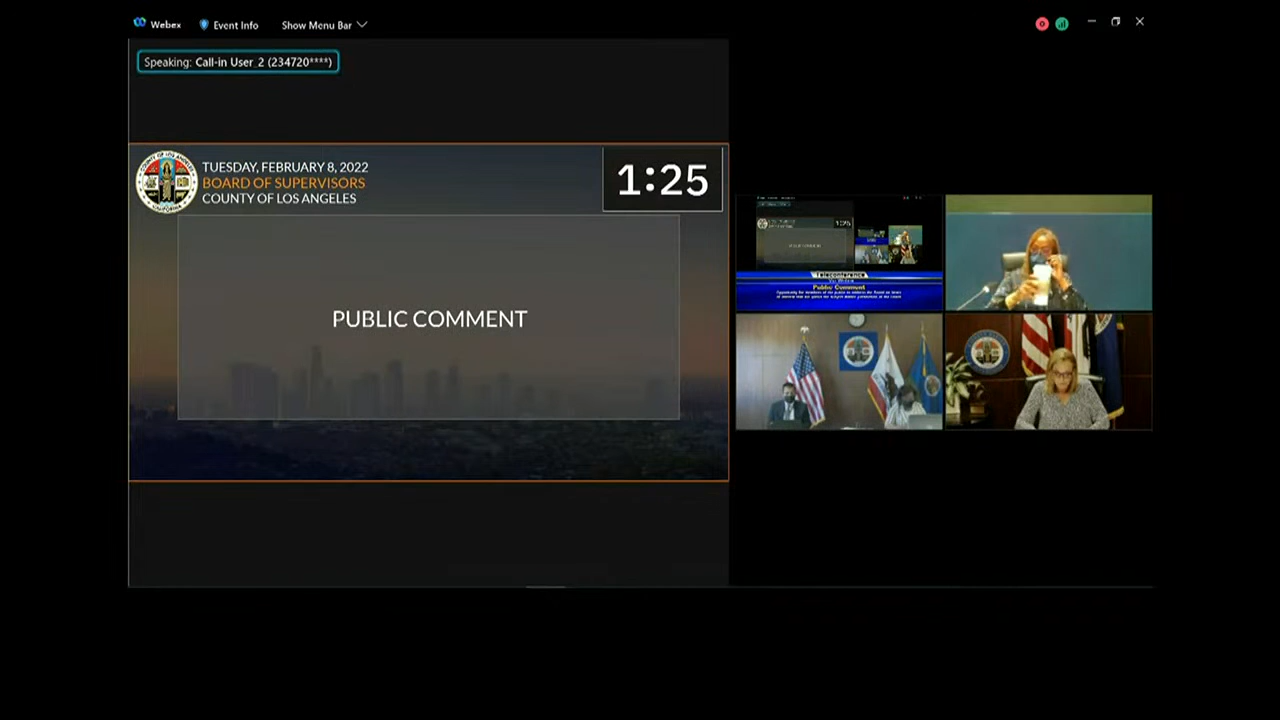 Webex
Event Info
Show Menu Bar
Speaking: Call-in User_2 (234720****)
TUESDAY, FEBRUARY 8, 2022
BOARD OF SUPERVISORS
COUNTY OF LOS ANGELES
1:25
PUBLIC COMMENT
Teleconference
Public Comment